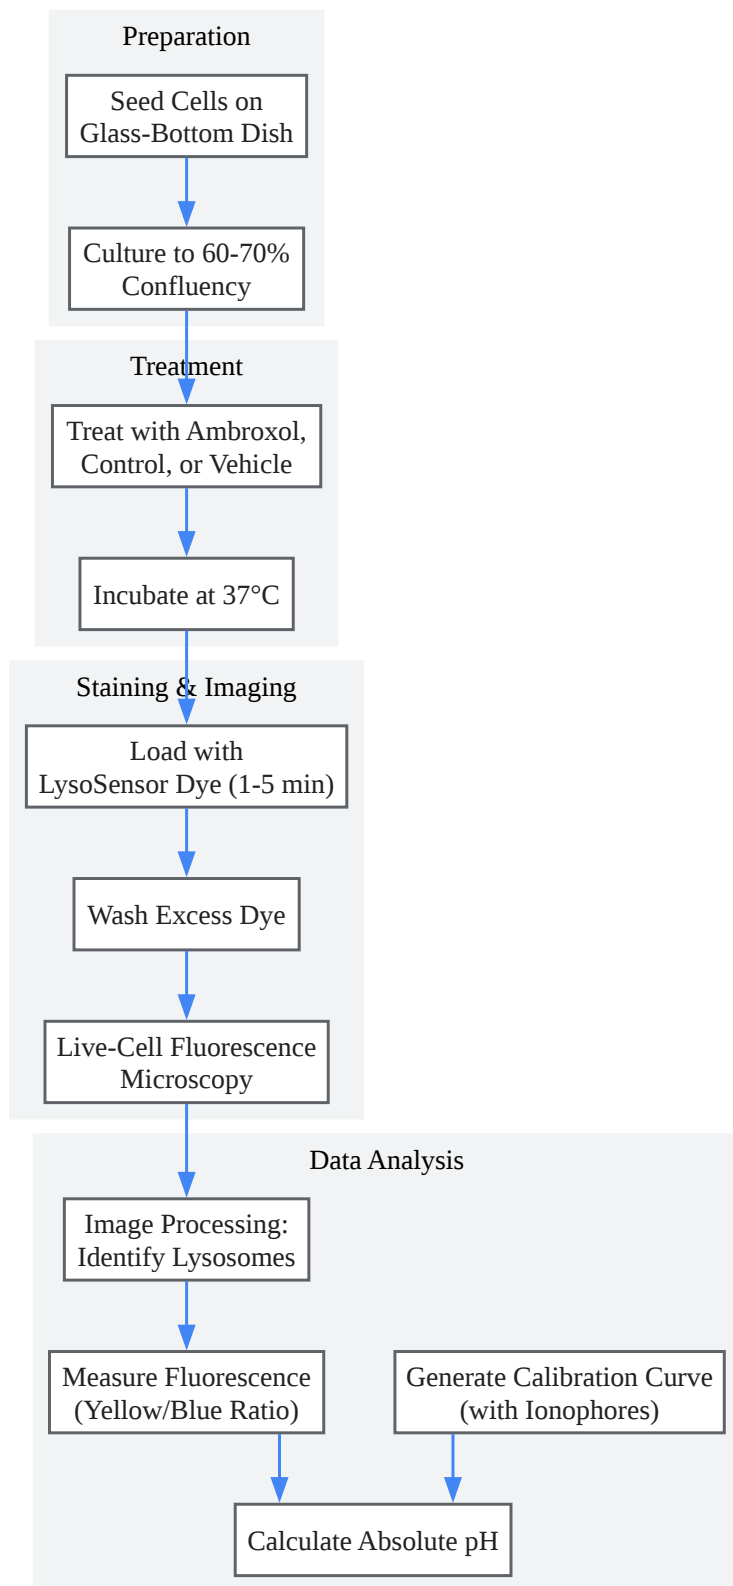 Preparation
Seed Cells on
Glass-Bottom Dish
Culture to 60-70%
Confluency
Treatment
Treat with Ambroxol,
Control, or Vehicle
Incubate at 37°C
Staining & Imaging
Load with
LysoSensor Dye (1-5 min)
Wash Excess Dye
Live-Cell Fluorescence
Microscopy
Data Analysis
Image Processing:
Identify Lysosomes
Measure Fluorescence
(Yellow/Blue Ratio)
Generate Calibration Curve
(with Ionophores)
Calculate Absolute pH